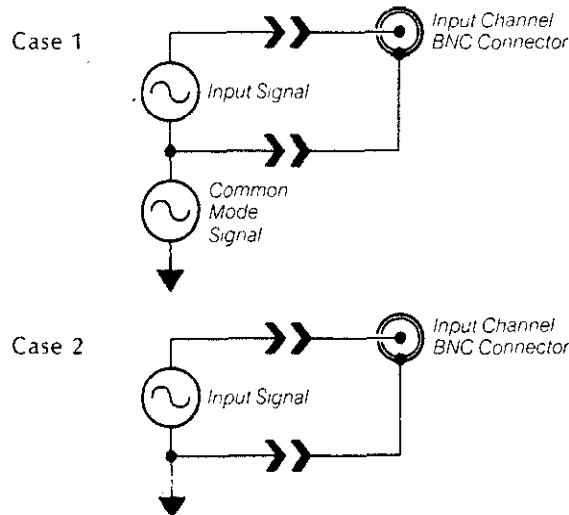 Case 1
Input Channel
BNC Connector
Input Signal
Common
Mode
Signal
Case 2
Input Channel
BNC Connector
Input Signal